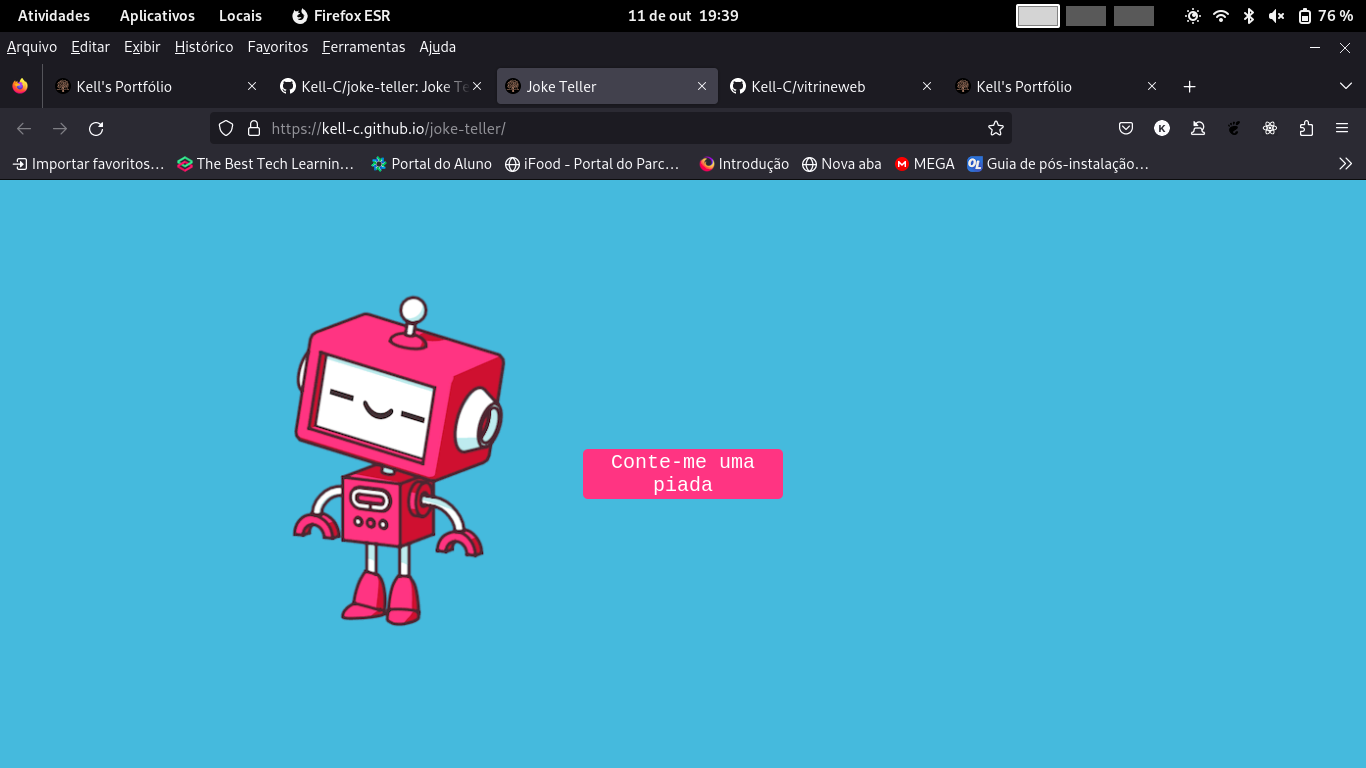 Atividades Aplicativos Locais Firefox ESR 11 de out 19:39 76 %
Arquivo Editar Exibir Histórico Favoritos Ferramentas Ajuda
Kell's Portfólio Kell-C/joke-teller: Joke Te Joke Teller Kell-C/vitrineweb Kell's Portfólio
https://kell-c.github.io/joke-teller/ K
Importar favoritos… The Best Tech Learnin… Portal do Aluno iFood - Portal do Parc… Introdução Nova aba M MEGA OL Guia de pós-instalação…
Conte-me uma
piada